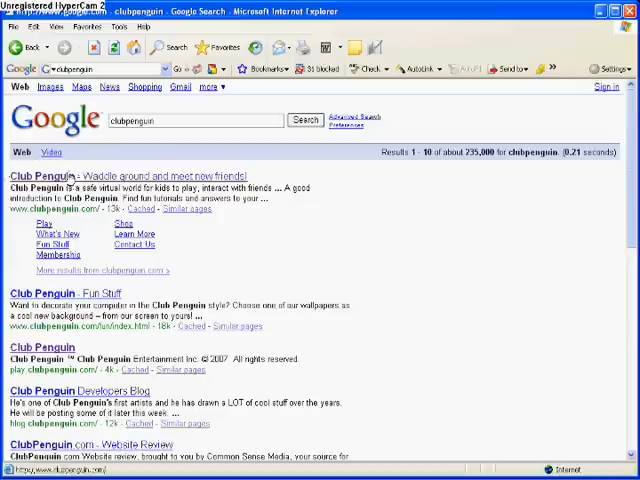 Unregistered HyperCam 2
clubpenguin - Google Search - Microsoft Internet Explorer
File Edit View Favorites Tools Help
Back Search Favorites
Google clubpenguin Go Bookmarks 31 blocked Check AutoLink AutoFill Send to Settings
Web Images Maps News Shopping Gmail more Sign in
Google clubpenguin Search Advanced Search
Preferences
Web Video Results 1 - 10 of about 235,000 for clubpenguin. (0.21 seconds)
Club Penguin - Waddle around and meet new friends!
Club Penguin is a safe virtual world for kids to play, interact with friends ... A good
introduction to Club Penguin. Find fun tutorials and answers to your ...
www.clubpenguin.com/ - 13k - Cached - Similar pages
Play Shop
What's New Learn More
Fun Stuff Contact Us
Membership
More results from clubpenguin.com »
Club Penguin - Fun Stuff
Want to decorate your computer in the Club Penguin style? Choose one of our wallpapers as
a cool new background – from our screen to yours! ...
www.clubpenguin.com/fun/index.html - 18k - Cached - Similar pages
Club Penguin
Club Penguin ™ Club Penguin Entertainment Inc. © 2007 All rights reserved.
play.clubpenguin.com/ - 4k - Cached - Similar pages
Club Penguin Developers Blog
He's one of Club Penguin's first artists and he has drawn a LOT of cool stuff over the years.
He will be posting some of it later this week. ...
blog.clubpenguin.com/ - 12k - Cached - Similar pages
ClubPenguin.com - Website Review
ClubPenguin.com Website review, brought to you by Common Sense Media, your source for
http://www.clubpenguin.com/ Internet